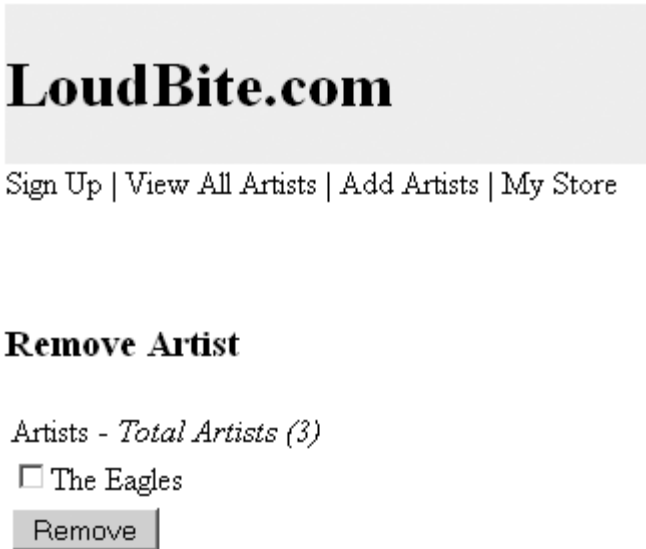 LoudBite.com
Sign Up | View All Artists | Add Artists | My Store
Remove Artist
Artists - Total Artists (3)
The Eagles
Remove